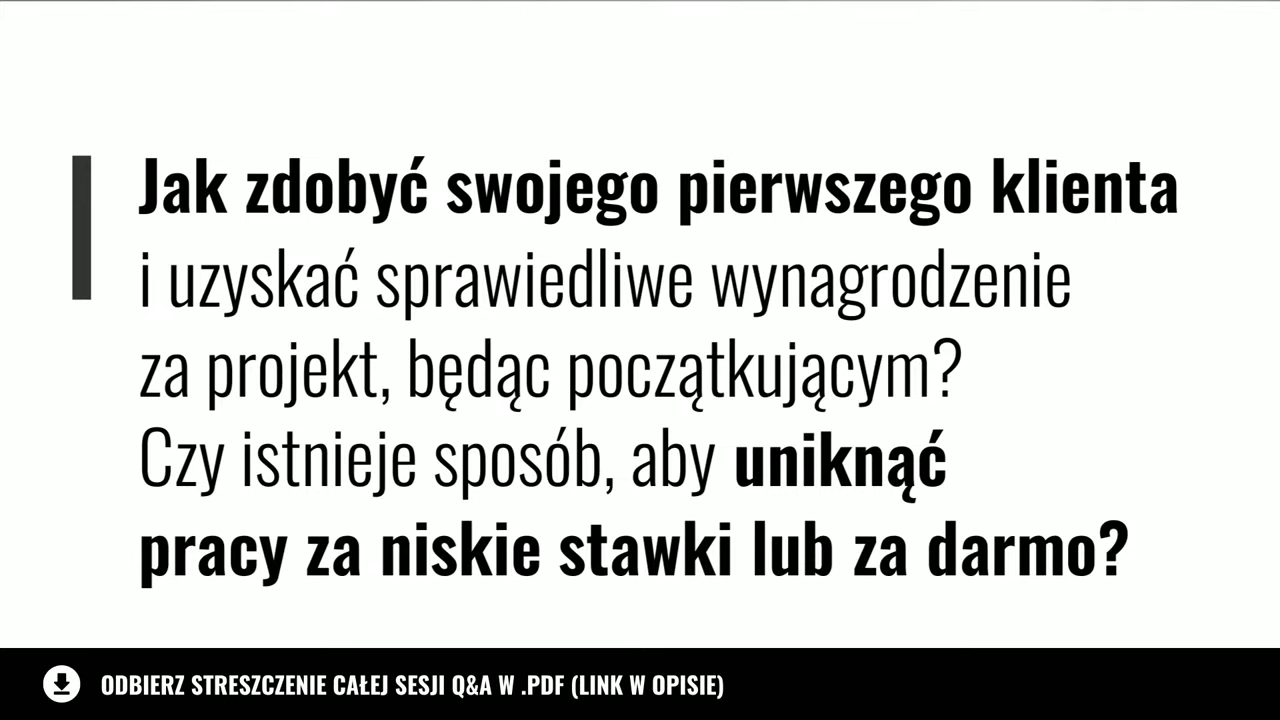 Jak zdobyć swojego pierwszego klienta
i uzyskać sprawiedliwe wynagrodzenie
za projekt, będąc początkującym?
Czy istnieje sposób, aby uniknąć
pracy za niskie stawki lub za darmo?
ODBIERZ STRESZCZENIE CAŁEJ SESJI Q&A W .PDF (LINK W OPISIE)